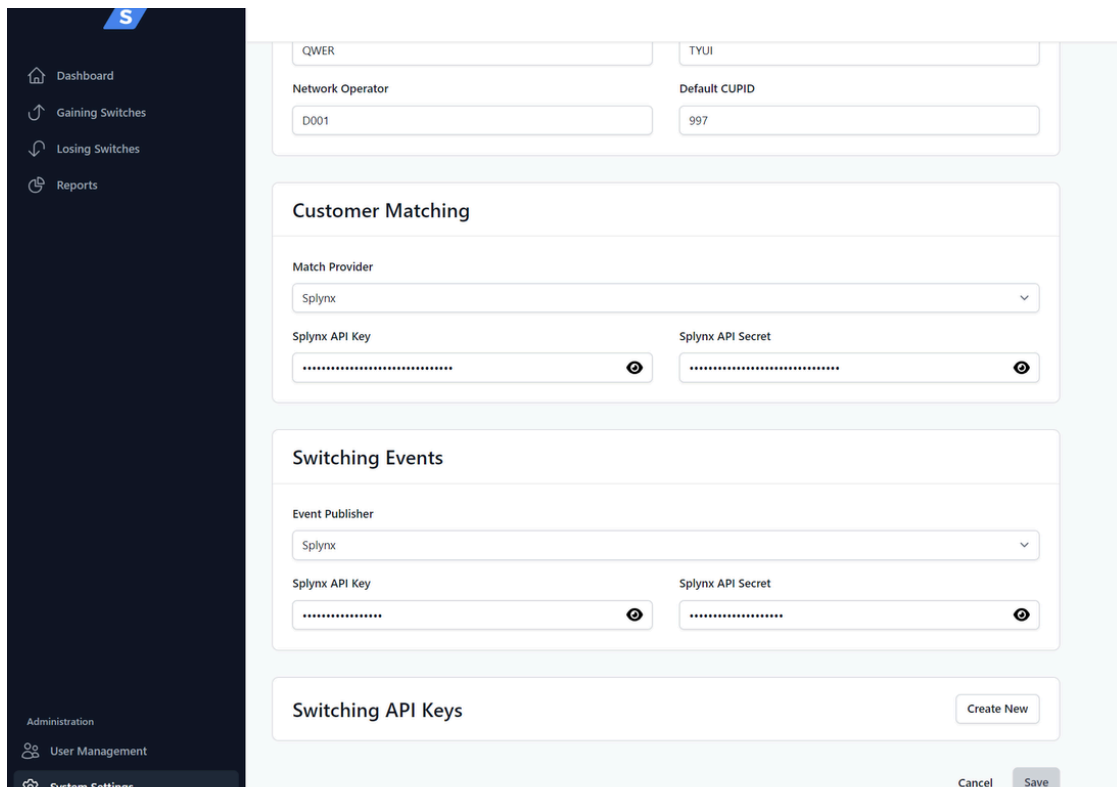 S
Dashboard
Gaining Switches
Losing Switches
Reports
Administration
User Management
System Settings
QWER
TYUI
Network Operator
Default CUPID
D001
997
Customer Matching
Match Provider
Splynx
Splynx API Key
Splynx API Secret
Switching Events
Event Publisher
Splynx
Splynx API Key
Splynx API Secret
Switching API Keys
Create New
Cancel
Save